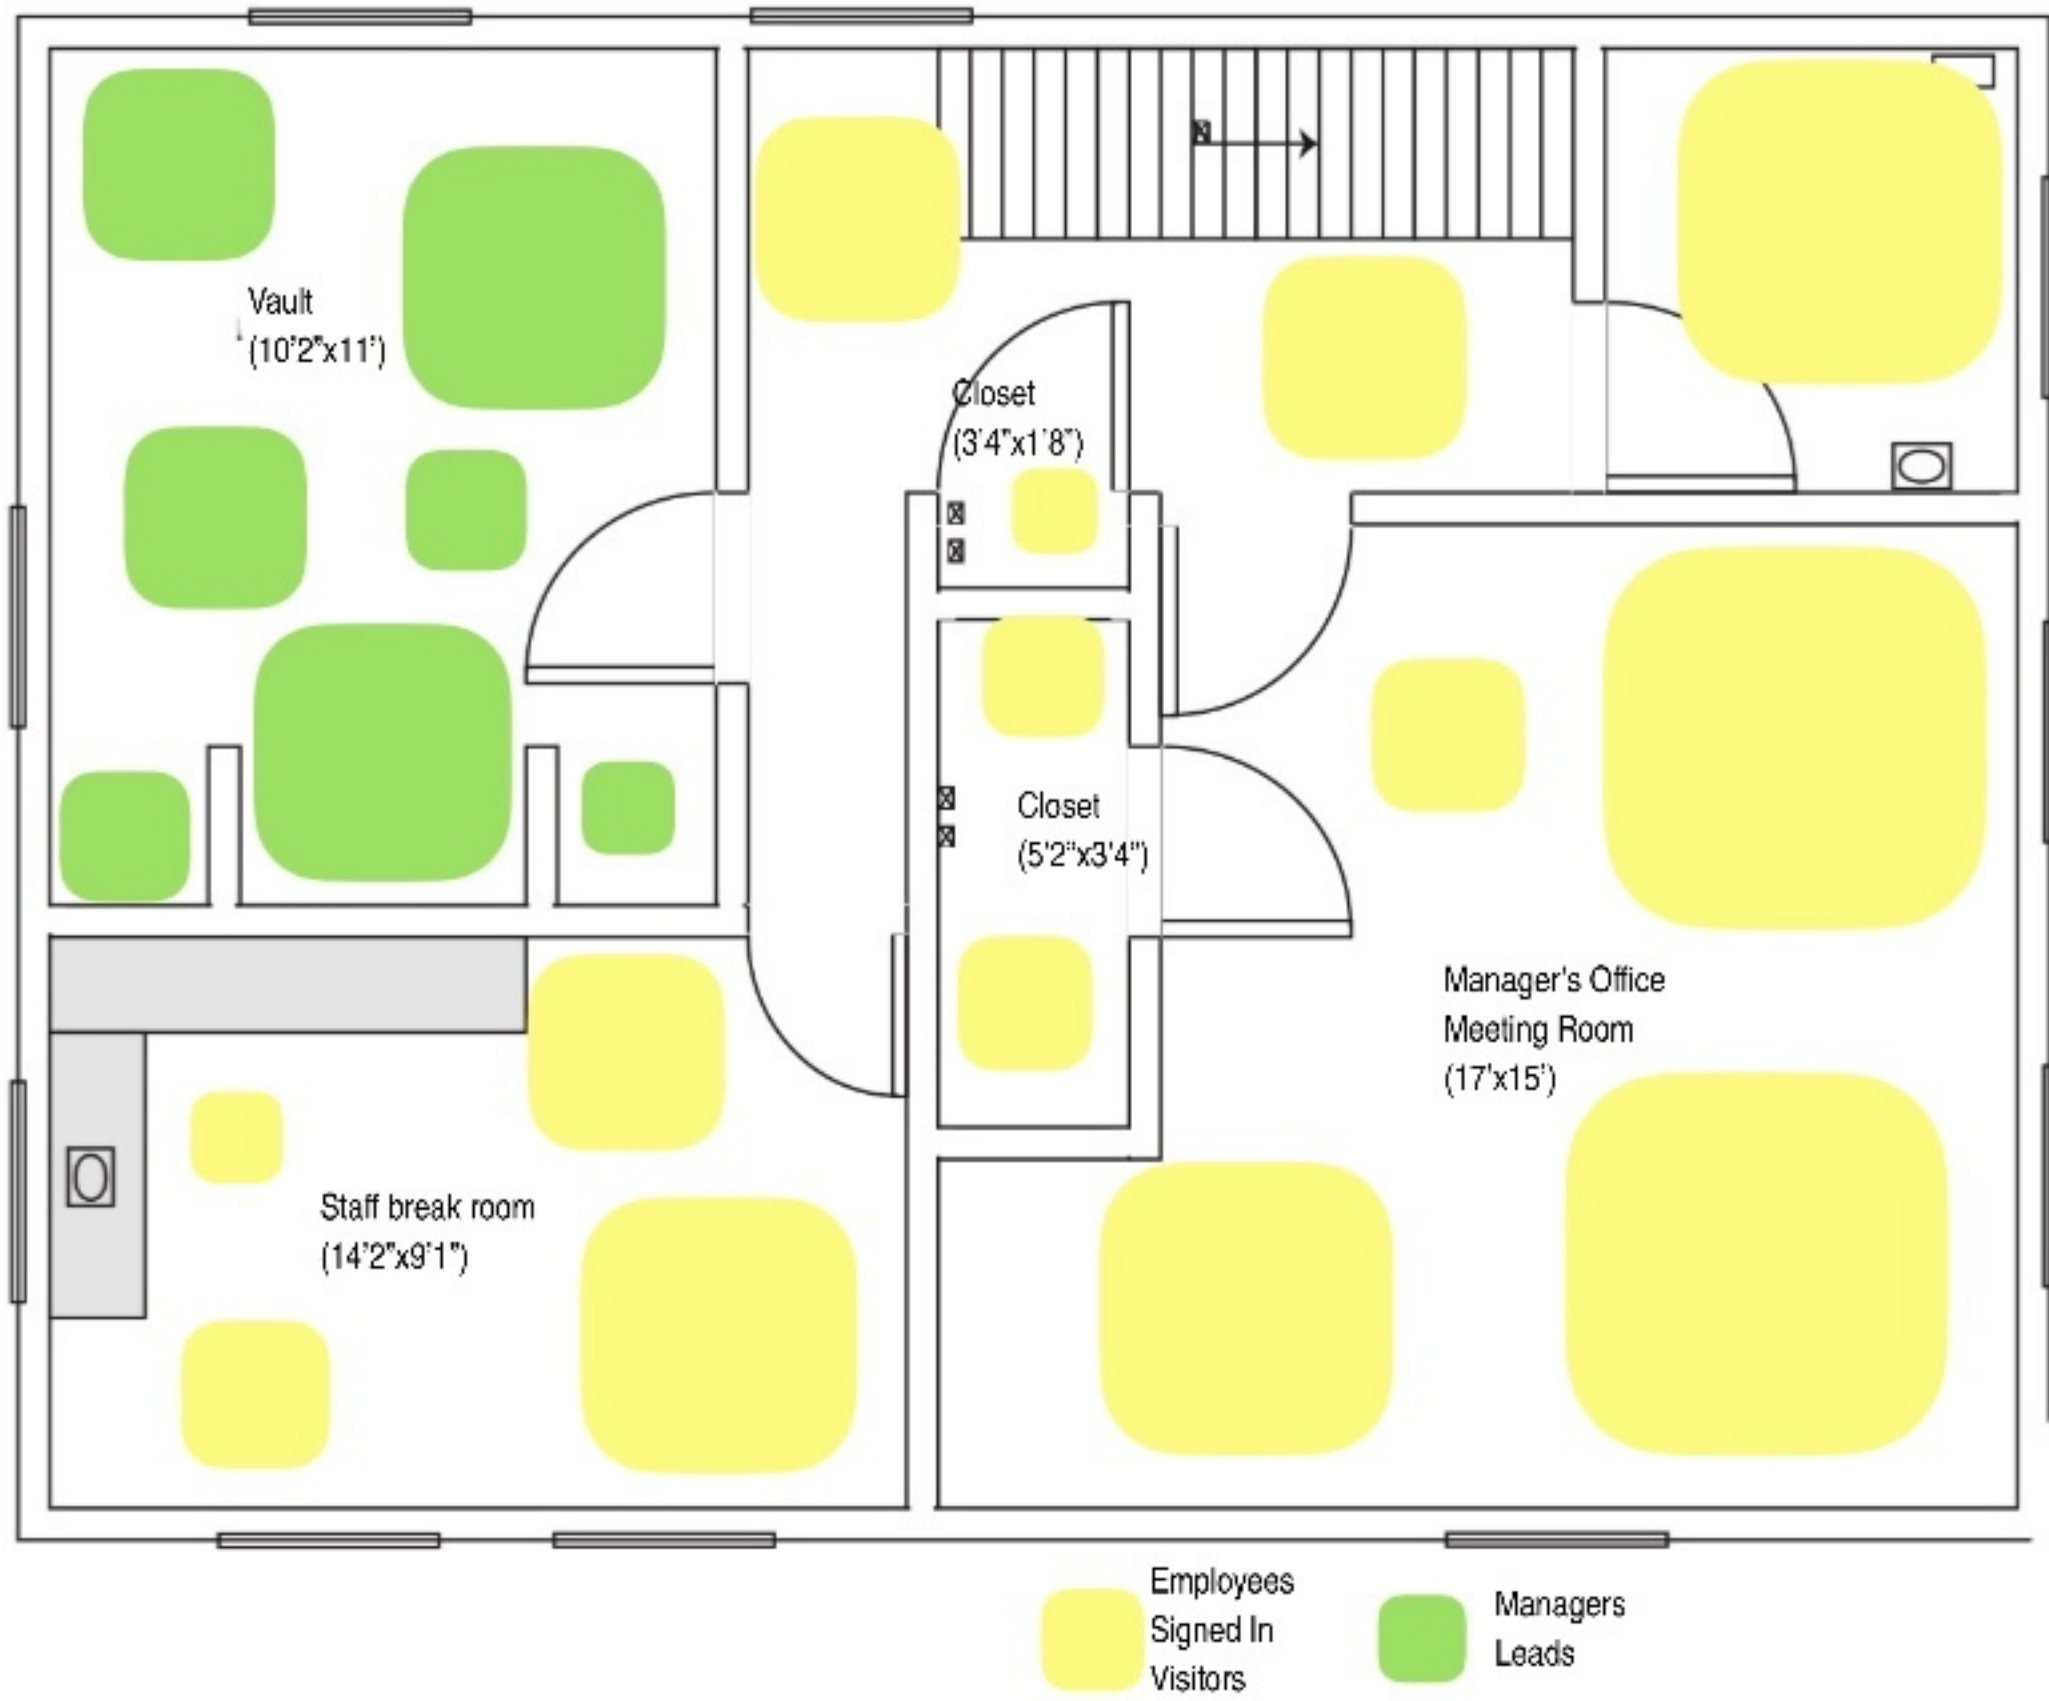 Vault
(10'2"x11')
Closet
(3'4"x1'8")
Closet
(5'2"x3'4")
Manager's Office
Meeting Room
(17'x15')
Staff break room
(14'2"x9'1")
Employees
Signed In
Visitors
Managers
Leads